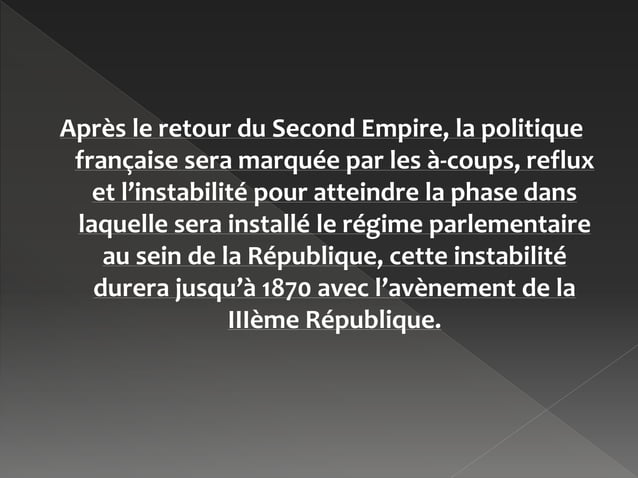 Après le retour du Second Empire, la politique
française sera marquée par les à-coups, reflux
et l’instabilité pour atteindre la phase dans
laquelle sera installé le régime parlementaire
au sein de la République, cette instabilité
durera jusqu’à 1870 avec l’avènement de la
IIIème République.